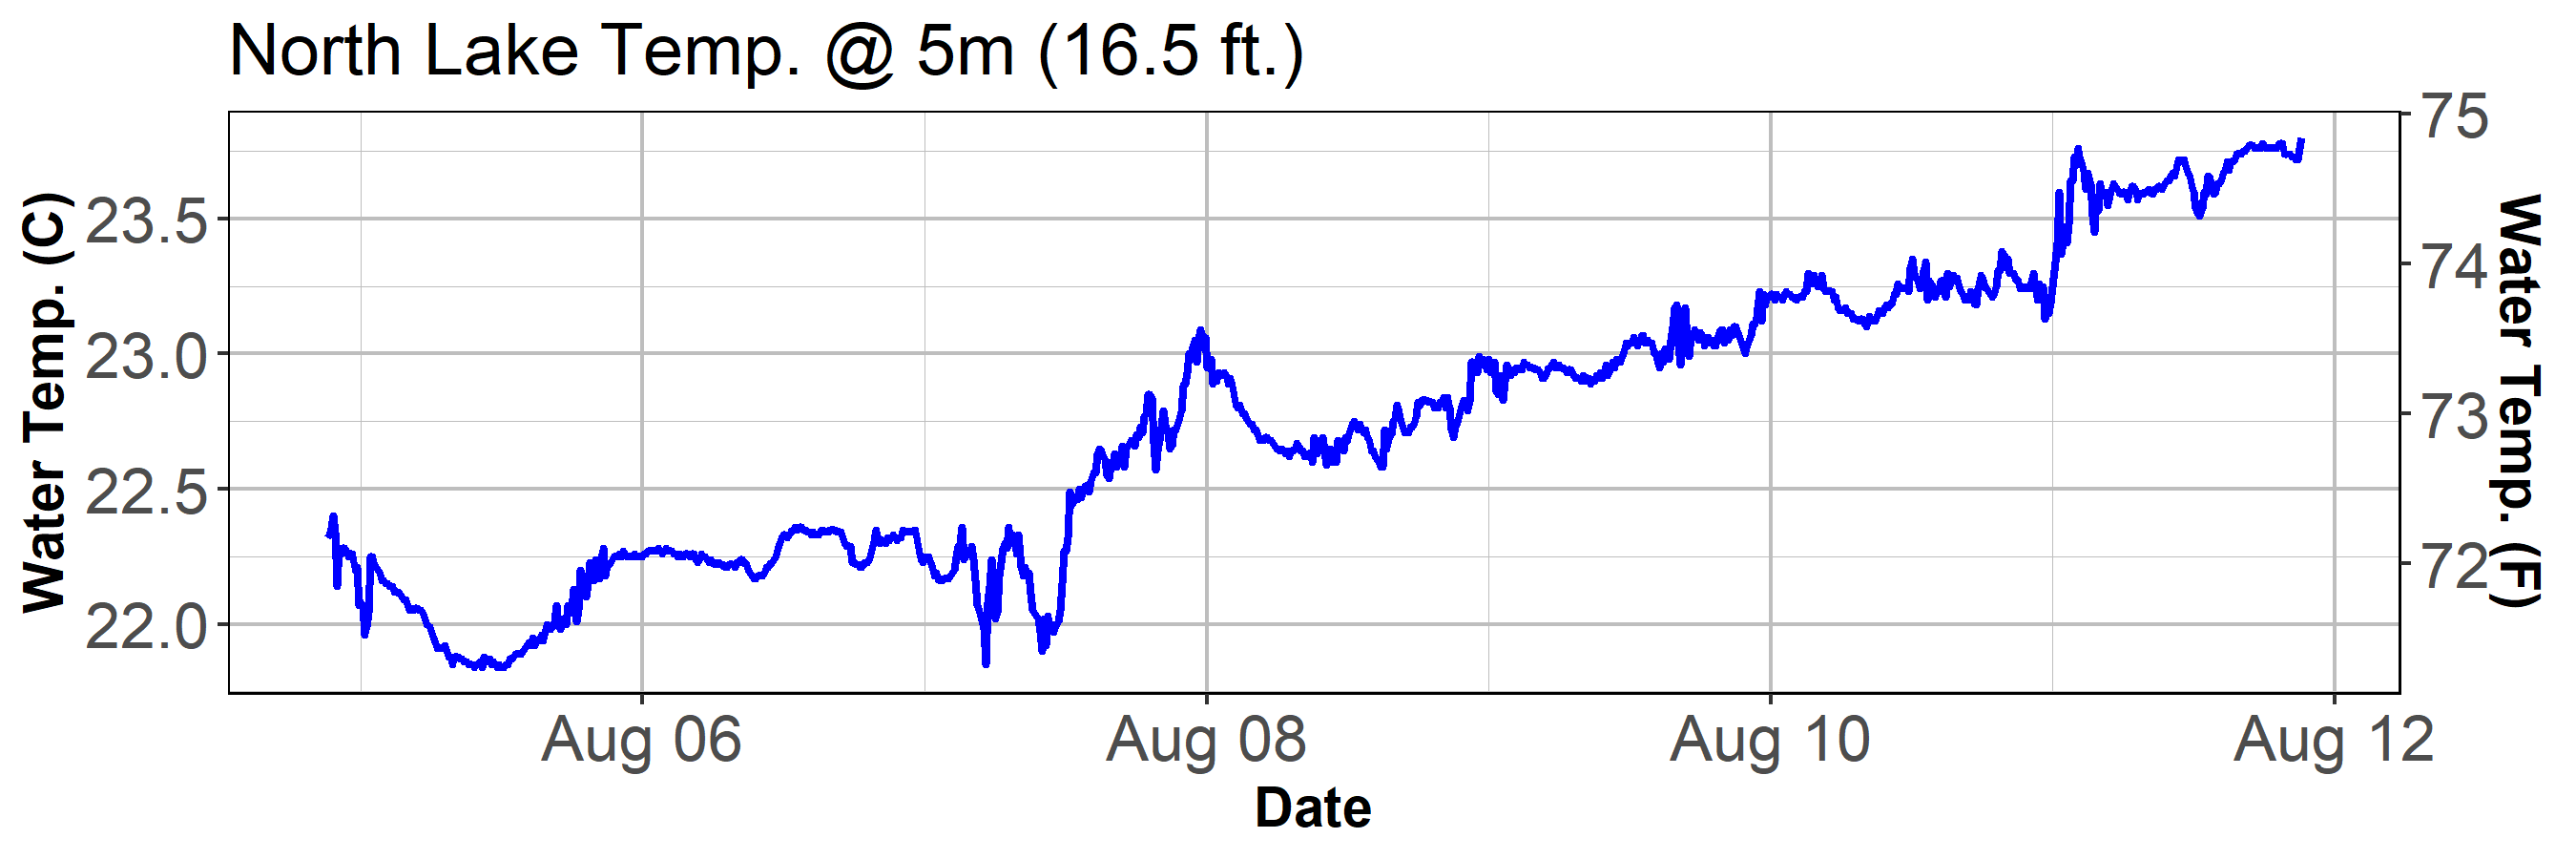 North Lake Temp. @ 5m (16.5 ft.)
Water Temp. (C)
23.5
23.0
22.5
22.0
75
74
73
72
Water Temp. (F)
Aug 06
Aug 08
Aug 10
Aug 12
Date